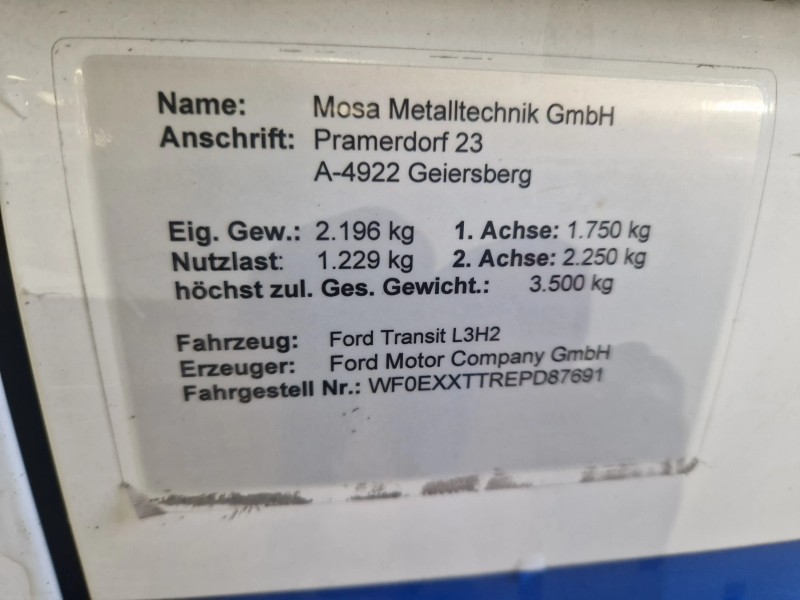 Name: Mosa Metalltechnik GmbH
Anschrift: Pramerdorf 23
A-4922 Geiersberg
Eig. Gew.: 2.196 kg 1. Achse: 1.750 kg
Nutzlast: 1.229 kg 2. Achse: 2.250 kg
höchst zul. Ges. Gewicht.: 3.500 kg
Fahrzeug: Ford Transit L3H2
Erzeuger: Ford Motor Company GmbH
Fahrgestell Nr.: WF0EXXTTREPD87691